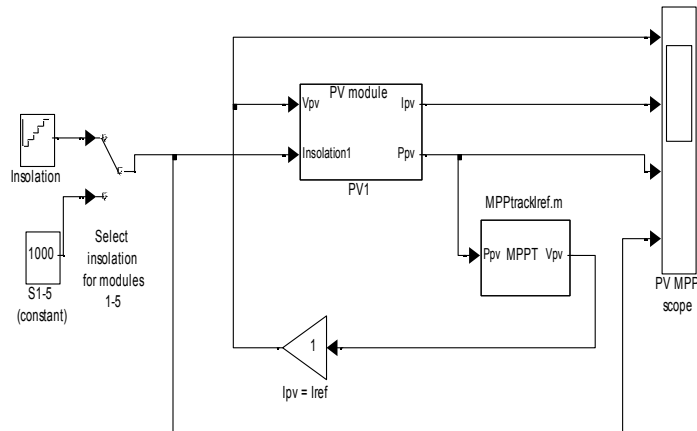 PV module
Vpv
Ipv
Insolation1
Ppv
PV1
Insolation
1000
S1-5
(constant)
Select
insolation
for modules
1-5
MPPtrackIref.m
Ppv
MPPT
Vpv
PV MPP
scope
1
Ipv = Iref